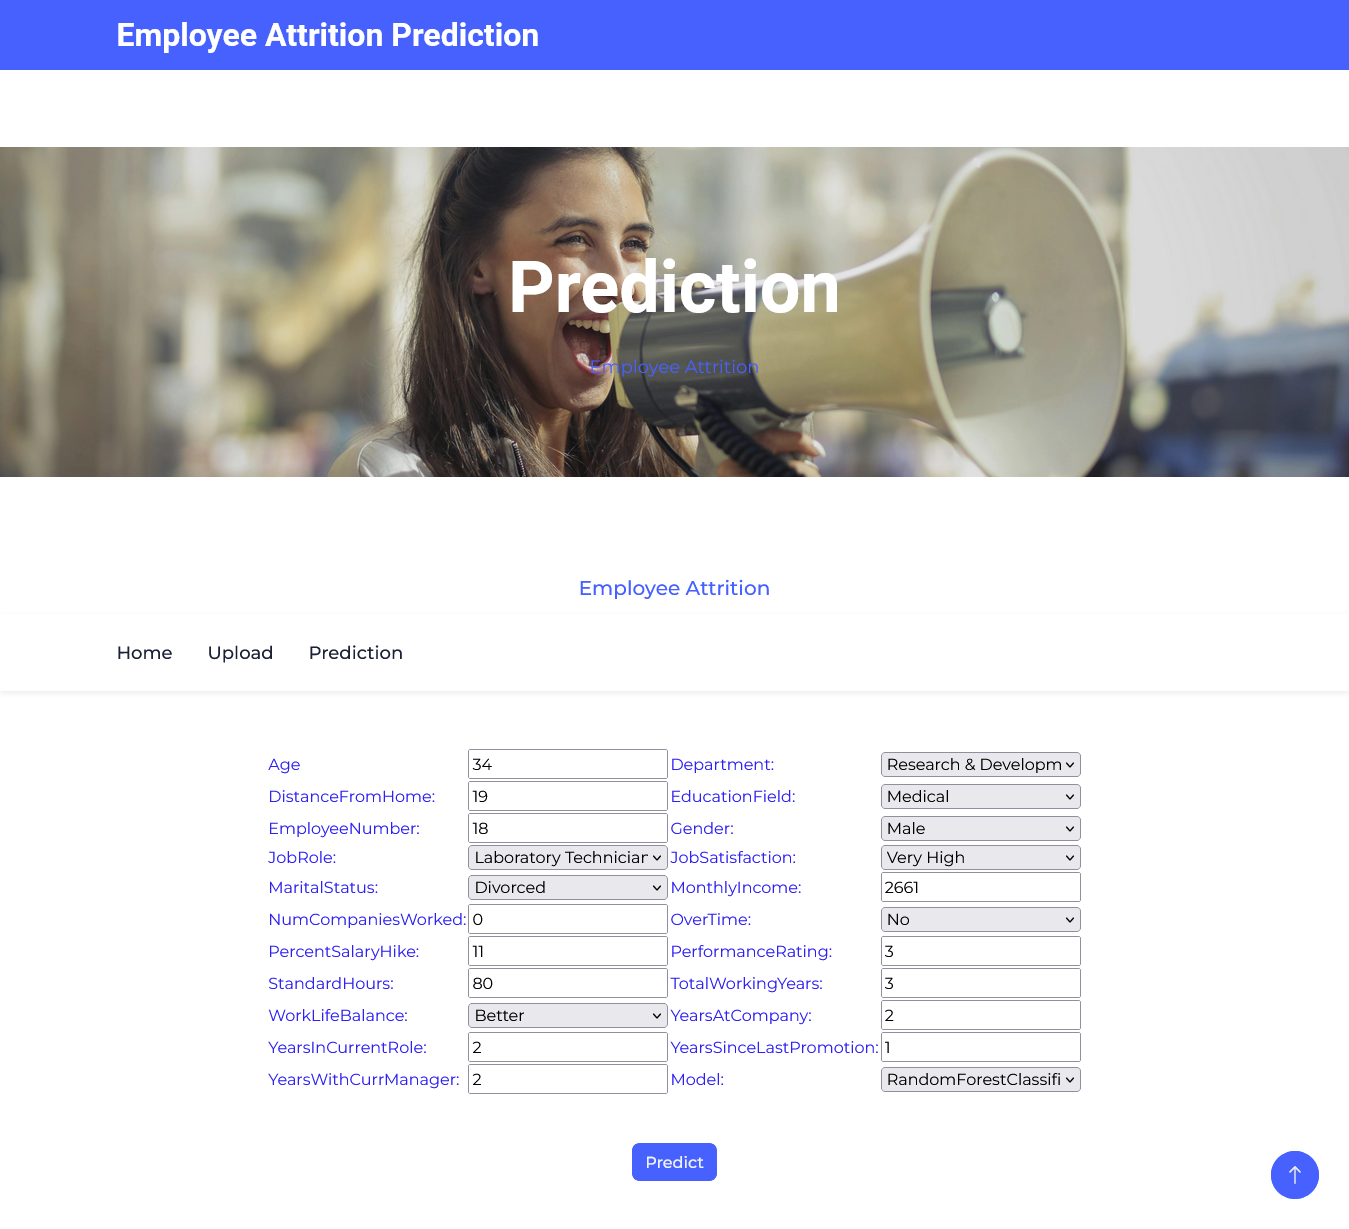 Employee Attrition Prediction
Prediction
Employee Attrition
Employee Attrition
Home Upload Prediction
Age 34 Department: Research & Developm
DistanceFromHome: 19 EducationField: Medical
EmployeeNumber: 18 Gender: Male
JobRole: Laboratory Technician JobSatisfaction: Very High
MaritalStatus: Divorced MonthlyIncome: 2661
NumCompaniesWorked: 0 OverTime: No
PercentSalaryHike: 11 PerformanceRating: 3
StandardHours: 80 TotalWorkingYears: 3
WorkLifeBalance: Better YearsAtCompany: 2
YearsInCurrentRole: 2 YearsSinceLastPromotion: 1
YearsWithCurrManager: 2 Model: RandomForestClassifi
Predict